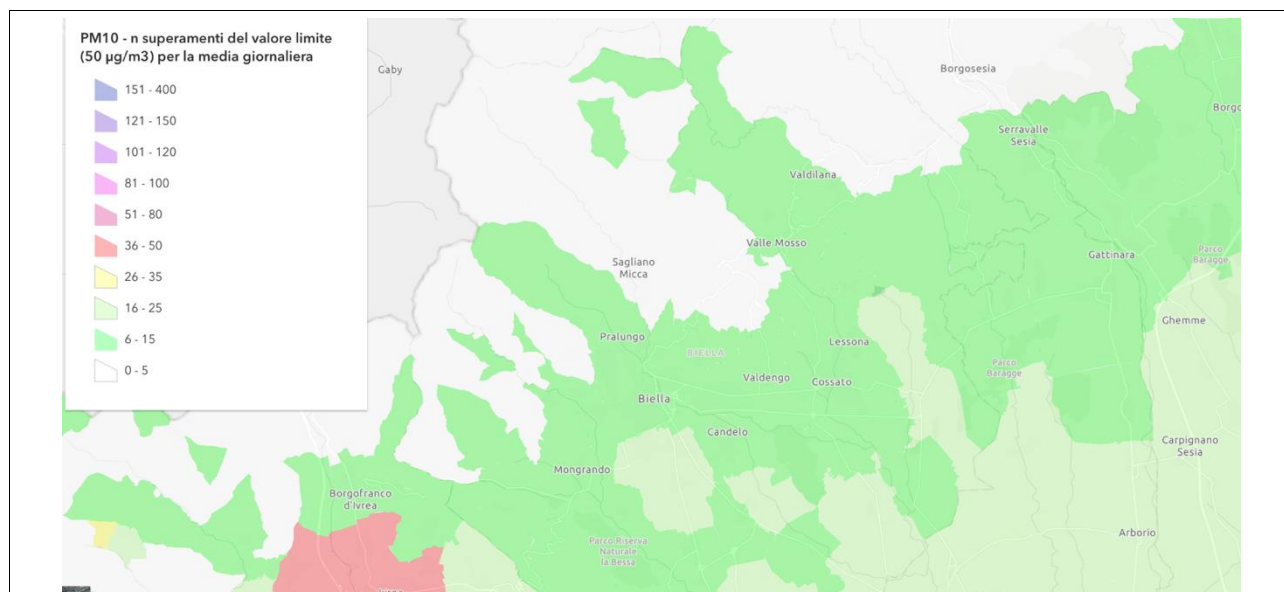 PM10 - n superamenti del valore limite
(50 µg/m3) per la media giornaliera
151 - 400
121 - 150
101 - 120
81 - 100
51 - 80
36 - 50
26 - 35
16 - 25
6 - 15
0 - 5
Gaby
Borgosesia
Borgo
Serravalle
Sesia
Valdilana
Valle Mosso
Sagliano
Micca
Gattinara
Parco
Baragge
Ghemme
Pralungo
BIELLA
Lessona
Valdengo
Cossato
Parco
Baragge
Biella
Candelo
Carpignano
Sesia
Mongrando
Borgofranco
d'Ivrea
Parco Riserva
Naturale
la Bessa
Arborio